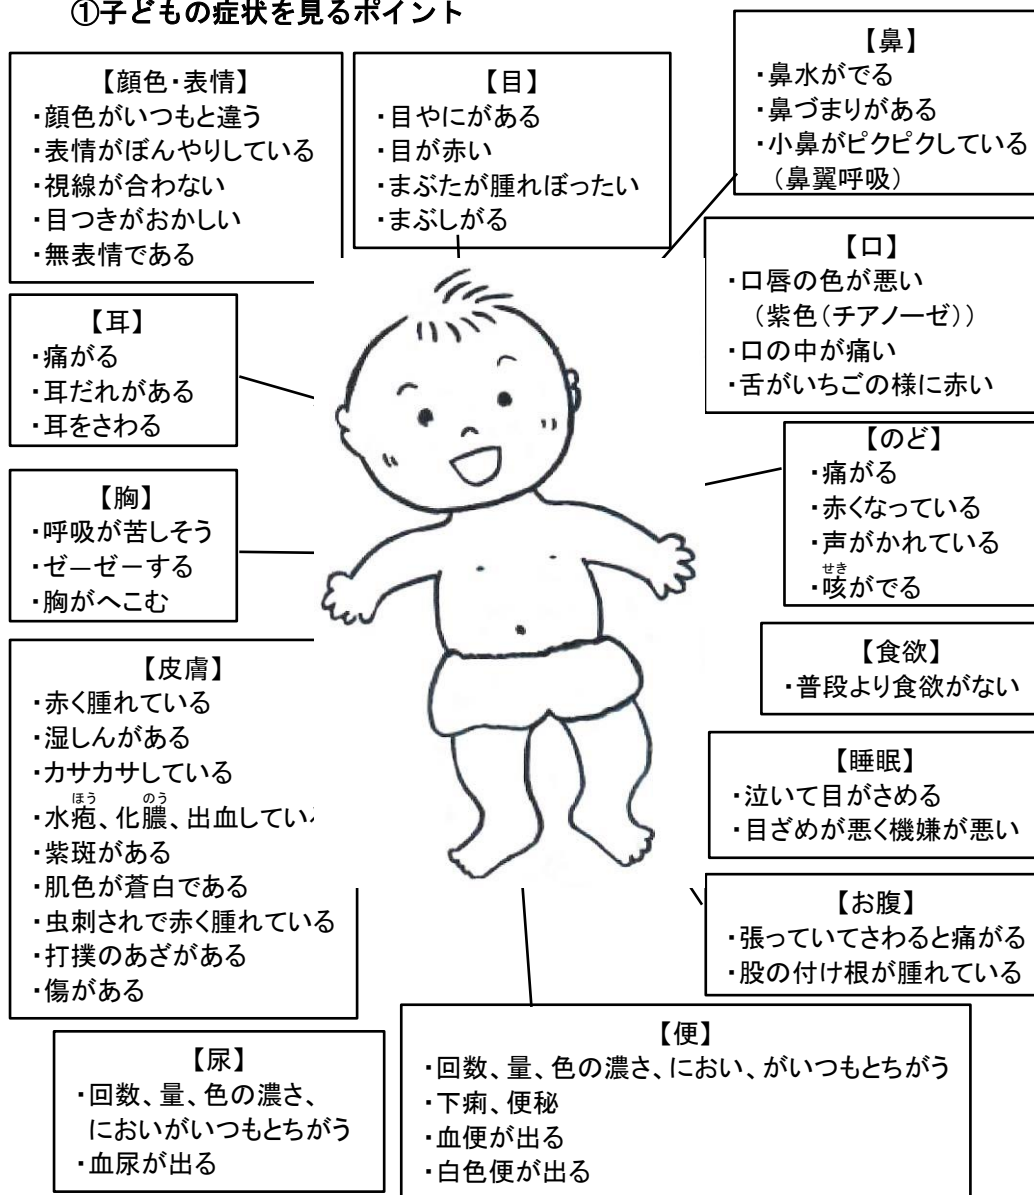 ①子どもの症状を見るポイント
【顔色・表情】
・顔色がいつもと違う
・表情がぼんやりしている
・視線が合わない
・目つきがおかしい
・無表情である
【目】
・目やにがある
・目が赤い
・まぶたが腫れぼったい
・まぶしがる
【鼻】
・鼻水がでる
・鼻づまりがある
・小鼻がピクピクしている
（鼻翼呼吸）
【耳】
・痛がる
・耳だれがある
・耳をさわる
【口】
・口唇の色が悪い
（紫色（チアノーゼ））
・口の中が痛い
・舌がいちごの様に赤い
【胸】
・呼吸が苦しそう
・ゼーゼーする
・胸がへこむ
【のど】
・痛がる
・赤くなっている
・声がかれている
せき
・咳がでる
【皮膚】
・赤く腫れている
・湿しんがある
・カサカサしている
ほう のう
・水疱、化膿、出血してい
・紫斑がある
・肌色が蒼白である
・虫刺されで赤く腫れている
・打撲のあざがある
・傷がある
【食欲】
・普段より食欲がない
【睡眠】
・泣いて目がさめる
・目ざめが悪く機嫌が悪い
【お腹】
・張っていてさわると痛がる
・股の付け根が腫れている
【尿】
・回数、量、色の濃さ、
においがいつもとちがう
・血尿が出る
【便】
・回数、量、色の濃さ、におい、がいつもとちがう
・下痢、便秘
・血便が出る
・白色便が出る